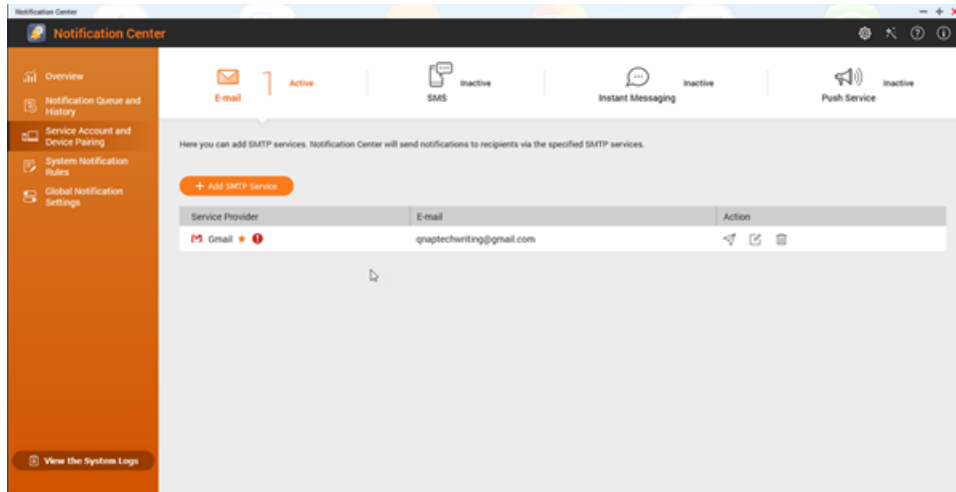 Notification Center
Notification Center
Overview
Notification Queue and
History
Service Account and
Device Pairing
System Notification
Rules
Global Notification
Settings
View the System Logs
E-mail
1
Active
SMS
Inactive
Instant Messaging
Inactive
Push Service
Inactive
Here you can add SMTP services. Notification Center will send notifications to recipients via the specified SMTP services.
+ Add SMTP Service
Service Provider E-mail Action
Gmail qnaptechwriting@gmail.com